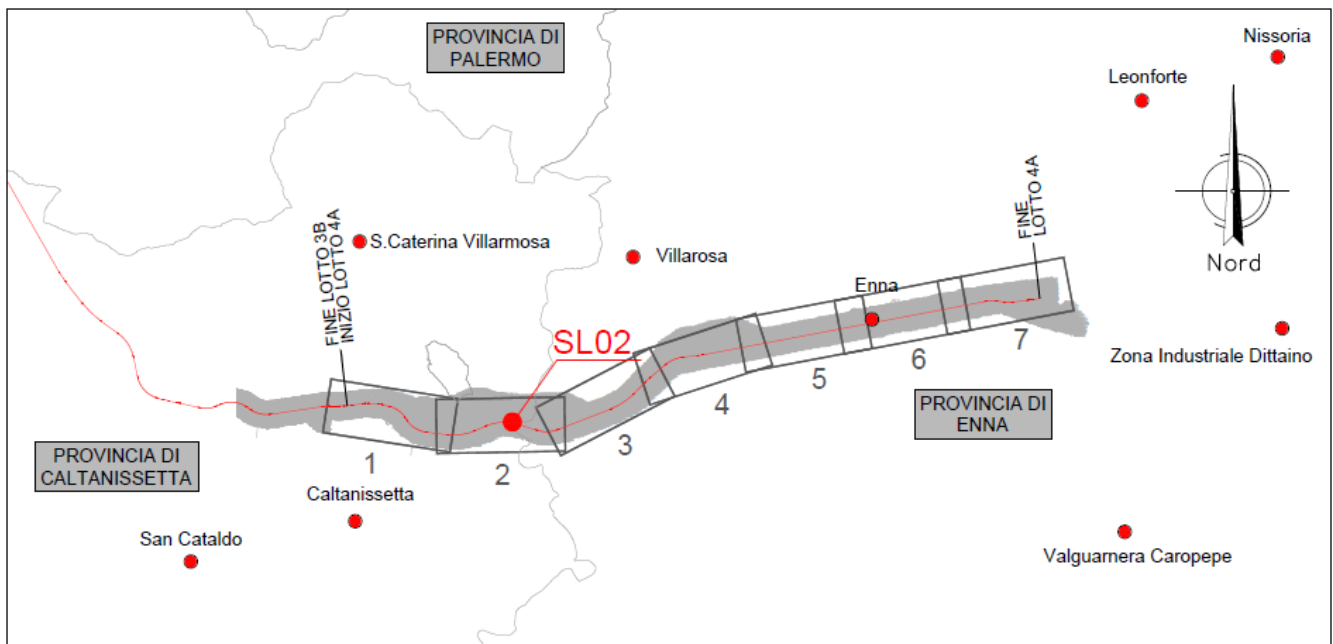 PROVINCIA DI
PALERMO
Nissoria
Leonforte
Nord
S.Caterina Villarmosa
Villarosa
FINE LOTTO 3B
INIZIO LOTTO 4A
FINE
LOTTO 4A
Enna
SL02
Zona Industriale Dittaino
1
2
3
4
5
6
7
PROVINCIA DI
ENNA
PROVINCIA DI
CALTANISSETTA
Caltanissetta
San Cataldo
Valguarnera Caropepe